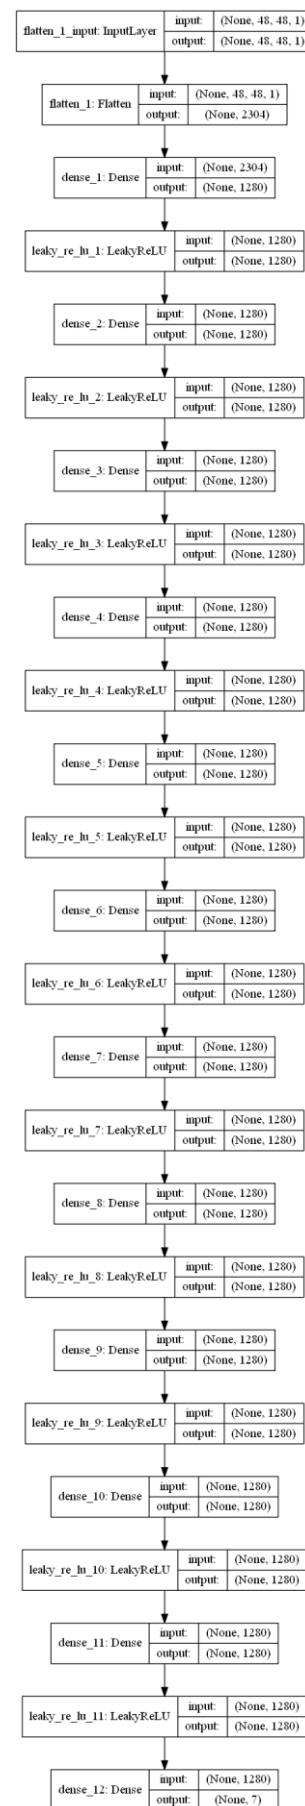 flatten_1_input: InputLayer input: (None, 48, 48, 1)
output: (None, 48, 48, 1)
flatten_1: Flatten input: (None, 48, 48, 1)
output: (None, 2304)
dense_1: Dense input: (None, 2304)
output: (None, 1280)
leaky_re_lu_1: LeakyReLU input: (None, 1280)
output: (None, 1280)
dense_2: Dense input: (None, 1280)
output: (None, 1280)
leaky_re_lu_2: LeakyReLU input: (None, 1280)
output: (None, 1280)
dense_3: Dense input: (None, 1280)
output: (None, 1280)
leaky_re_lu_3: LeakyReLU input: (None, 1280)
output: (None, 1280)
dense_4: Dense input: (None, 1280)
output: (None, 1280)
leaky_re_lu_4: LeakyReLU input: (None, 1280)
output: (None, 1280)
dense_5: Dense input: (None, 1280)
output: (None, 1280)
leaky_re_lu_5: LeakyReLU input: (None, 1280)
output: (None, 1280)
dense_6: Dense input: (None, 1280)
output: (None, 1280)
leaky_re_lu_6: LeakyReLU input: (None, 1280)
output: (None, 1280)
dense_7: Dense input: (None, 1280)
output: (None, 1280)
leaky_re_lu_7: LeakyReLU input: (None, 1280)
output: (None, 1280)
dense_8: Dense input: (None, 1280)
output: (None, 1280)
leaky_re_lu_8: LeakyReLU input: (None, 1280)
output: (None, 1280)
dense_9: Dense input: (None, 1280)
output: (None, 1280)
leaky_re_lu_9: LeakyReLU input: (None, 1280)
output: (None, 1280)
dense_10: Dense input: (None, 1280)
output: (None, 1280)
leaky_re_lu_10: LeakyReLU input: (None, 1280)
output: (None, 1280)
dense_11: Dense input: (None, 1280)
output: (None, 1280)
leaky_re_lu_11: LeakyReLU input: (None, 1280)
output: (None, 1280)
dense_12: Dense input: (None, 1280)
output: (None, 7)